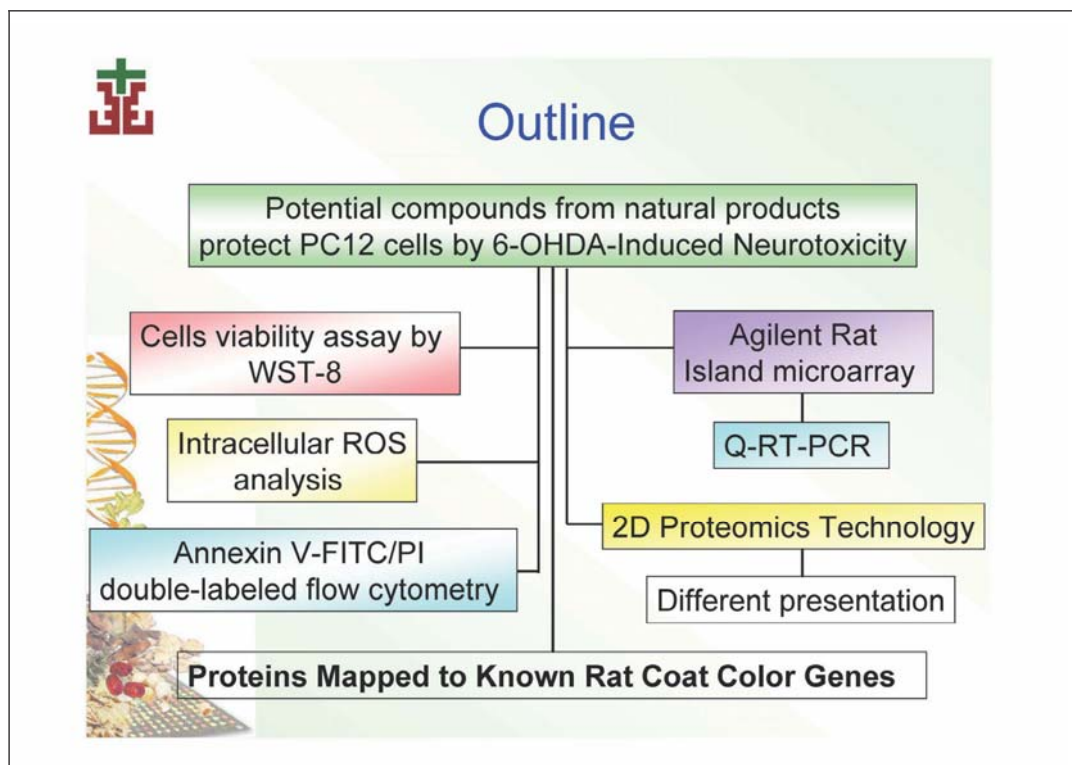 Outline
Potential compounds from natural products
protect PC12 cells by 6-OHDA-Induced Neurotoxicity
Cells viability assay by
WST-8
Intracellular ROS
analysis
Annexin V-FITC/PI
double-labeled flow cytometry
Agilent Rat
Island microarray
Q-RT-PCR
2D Proteomics Technology
Different presentation
Proteins Mapped to Known Rat Coat Color Genes